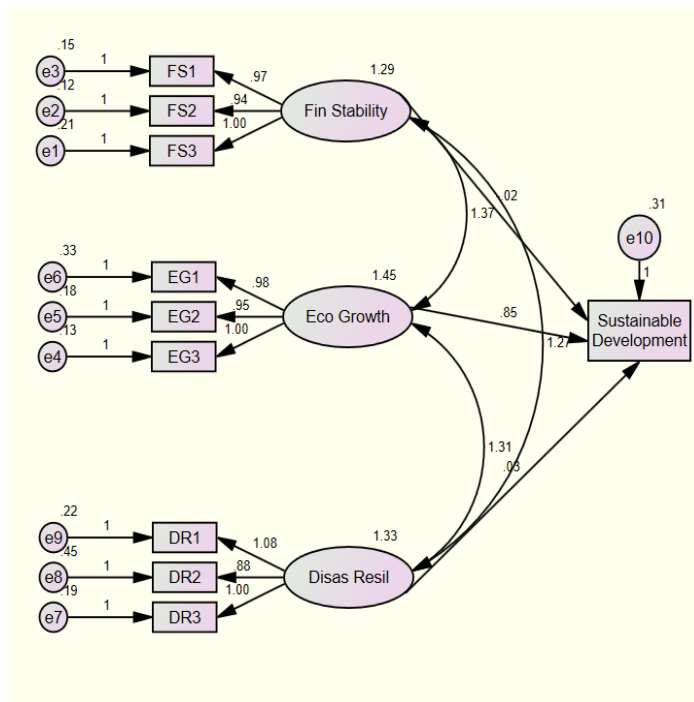 .15
e3
1
FS1
.97
1.29
.12
e2
1
FS2
.94
Fin Stability
.21
e1
1
FS3
1.00
.02
1.37
.31
e10
1
.33
e6
1
EG1
.98
1.45
.18
e5
1
EG2
.95
Eco Growth
.85
Sustainable
Development
.13
e4
1
EG3
1.00
1.27
1.31
.03
.22
e9
1
DR1
1.08
1.33
.45
e8
1
DR2
.88
Disas Resil
.19
e7
1
DR3
1.00